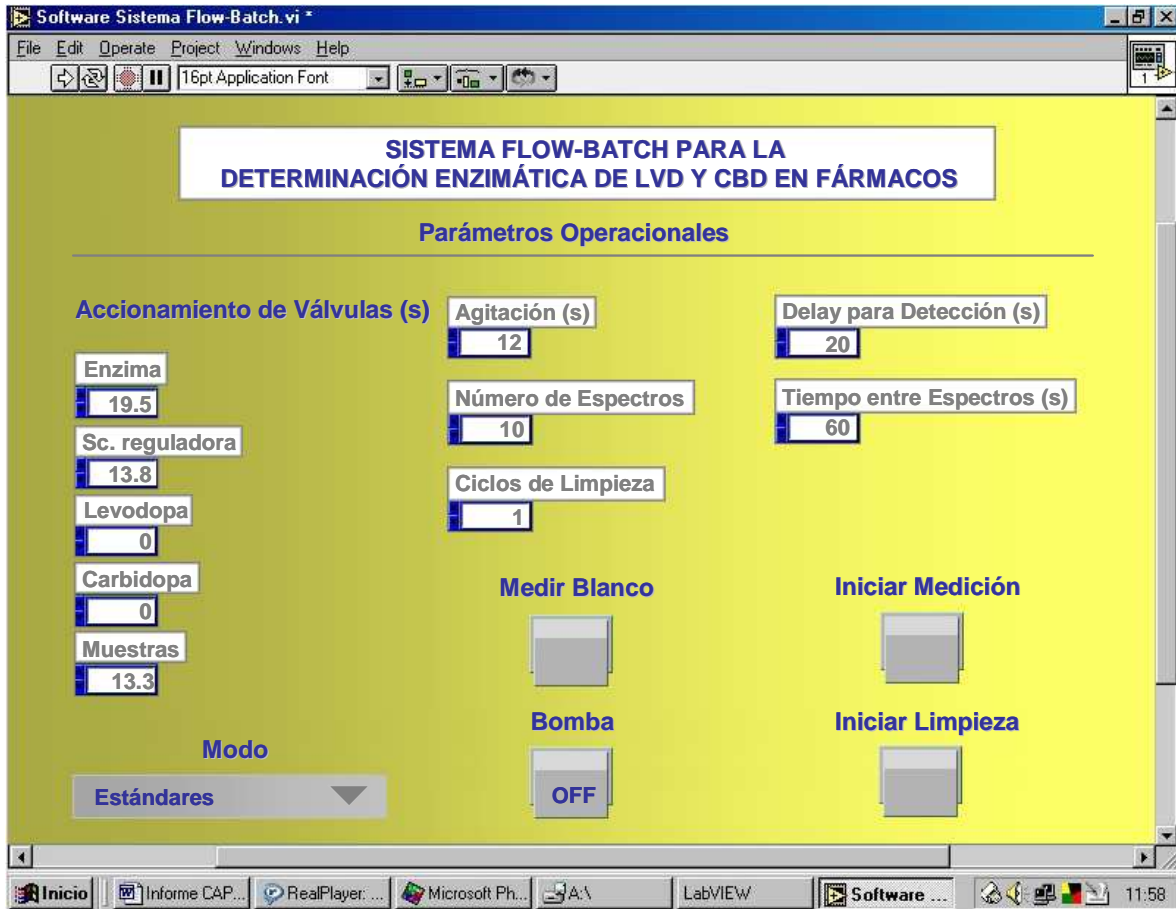 Software Sistema Flow-Batch.vi *
File Edit Operate Project Windows Help
16pt Application Font
1
SISTEMA FLOW-BATCH PARA LA
DETERMINACIÓN ENZIMÁTICA DE LVD Y CBD EN FÁRMACOS
Parámetros Operacionales
Accionamiento de Válvulas (s)
Enzima
19.5
Sc. reguladora
13.8
Levodopa
0
Carbidopa
0
Muestras
13.3
Modo
Estándares
Agitación (s)
12
Número de Espectros
10
Ciclos de Limpieza
1
Medir Blanco
Bomba
OFF
Delay para Detección (s)
20
Tiempo entre Espectros (s)
60
Iniciar Medición
Iniciar Limpieza
Inicio Informe CAP... RealPlayer: ... Microsoft Ph... A:\ LabVIEW Software ... 11:58